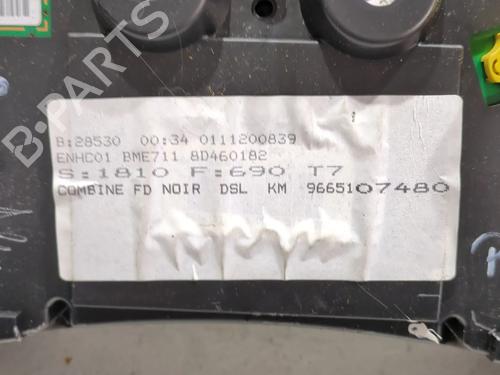 B-PARTS
B:28530 00:34 0111200839
ENHC01 BME711 8D460182
S:1810 F:690 T7
COMBINE FD NOIR DSL KM 9665107480